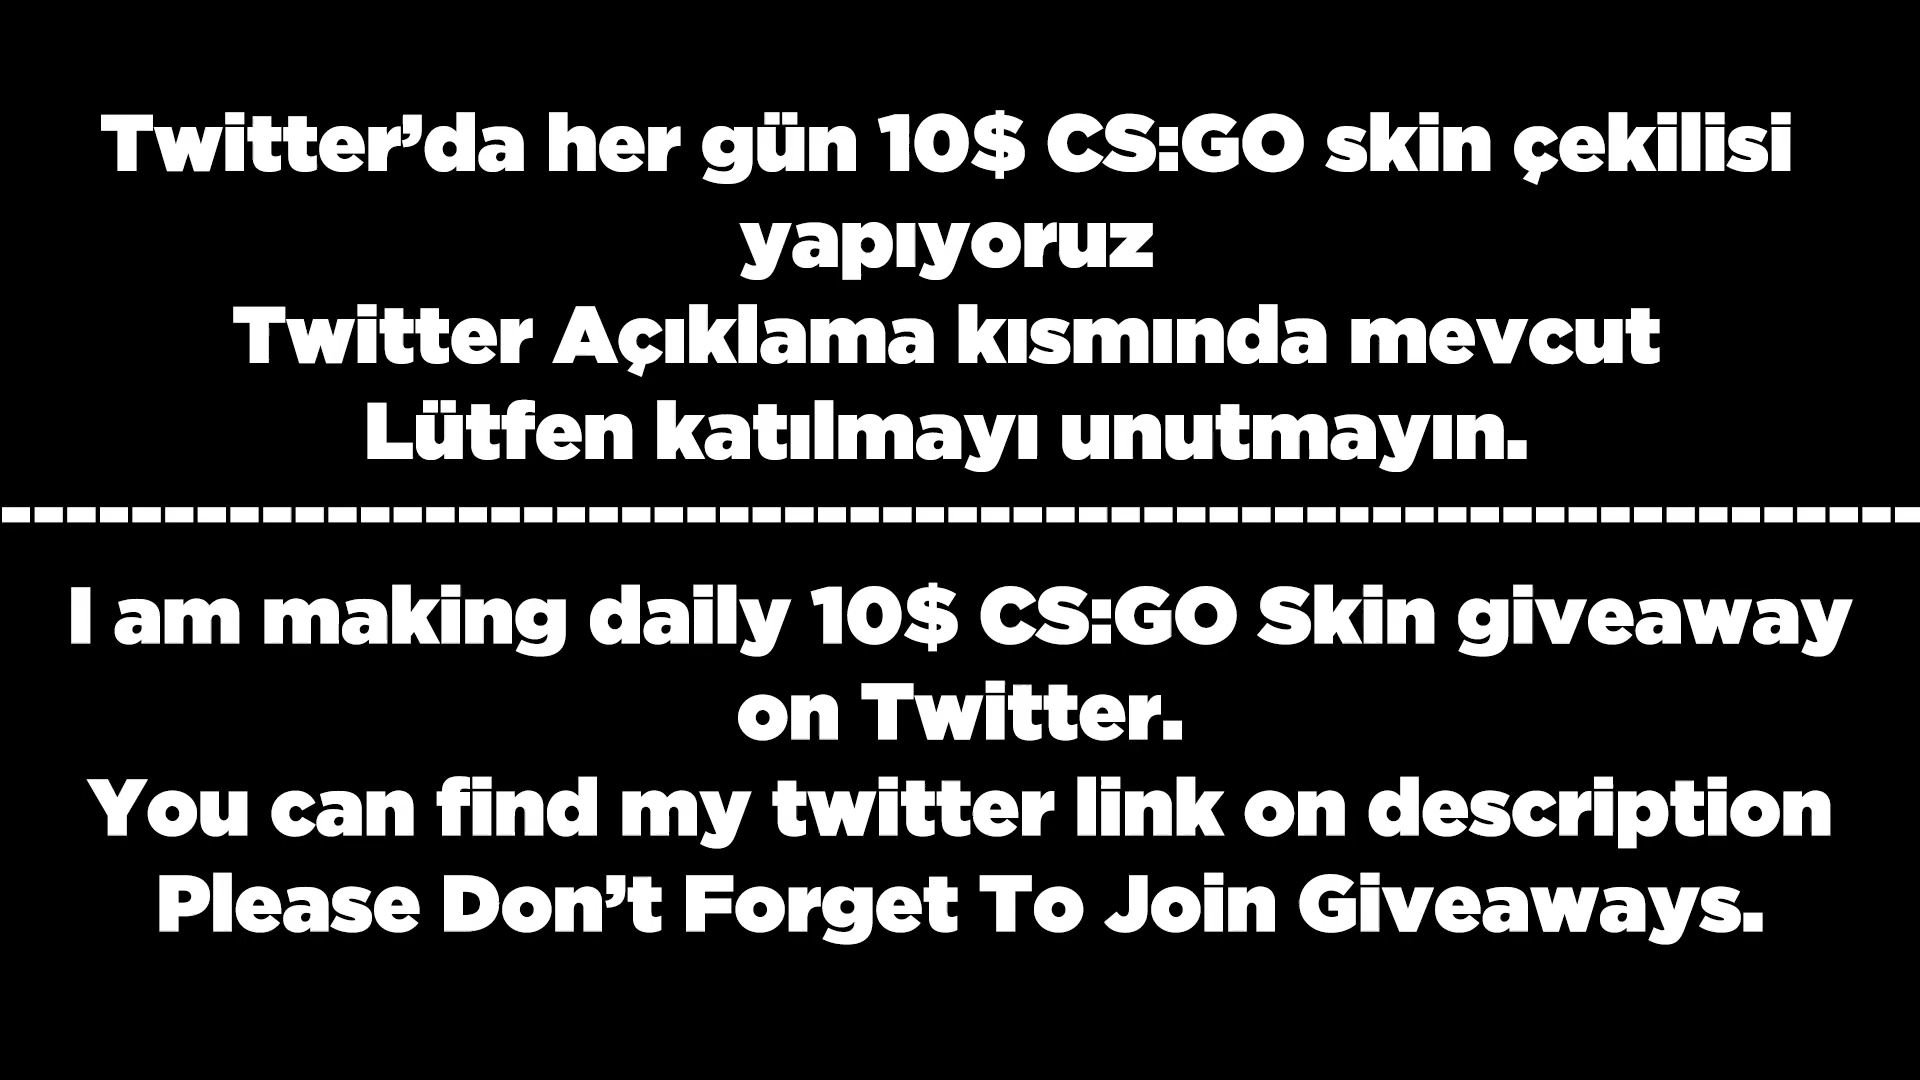 Twitter’da her gün 10$ CS:GO skin çekilisi
yapıyoruz
Twitter Açıklama kısmında mevcut
Lütfen katılmayı unutmayın.
I am making daily 10$ CS:GO Skin giveaway
on Twitter.
You can find my twitter link on description
Please Don’t Forget To Join Giveaways.